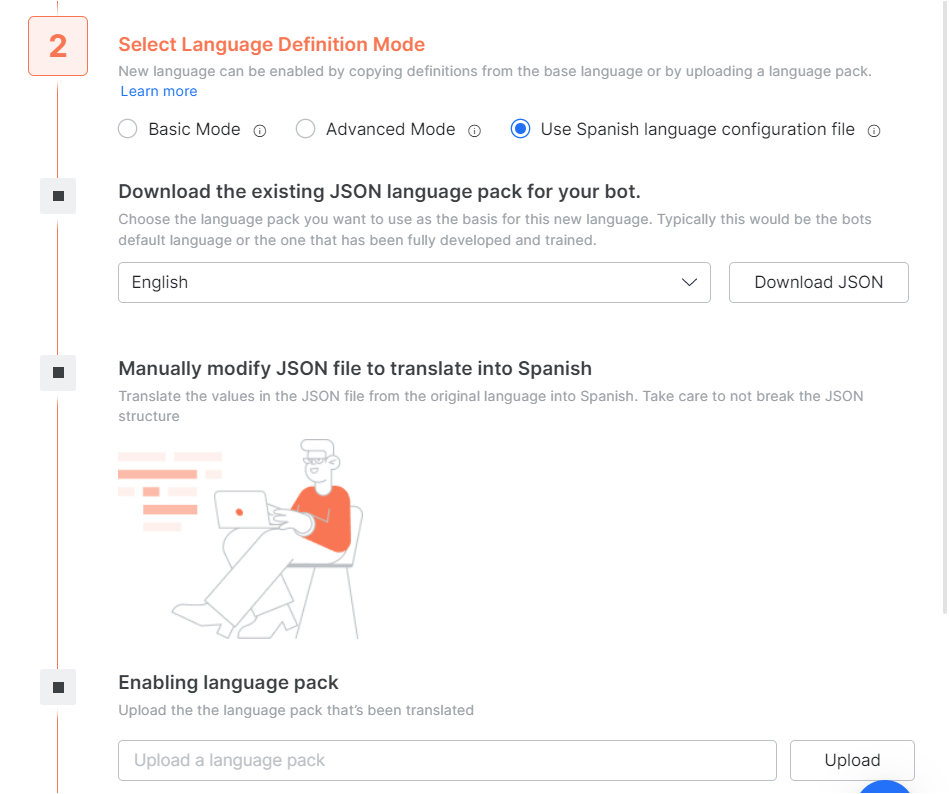 2
Select Language Definition Mode
New language can be enabled by copying definitions from the base language or by uploading a language pack.
Learn more
Basic Mode
Advanced Mode
Use Spanish language configuration file
Download the existing JSON language pack for your bot.
Choose the language pack you want to use as the basis for this new language. Typically this would be the bots
default language or the one that has been fully developed and trained.
English
Download JSON
Manually modify JSON file to translate into Spanish
Translate the values in the JSON file from the original language into Spanish. Take care to not break the JSON
structure
Enabling language pack
Upload the the language pack that's been translated
Upload a language pack
Upload